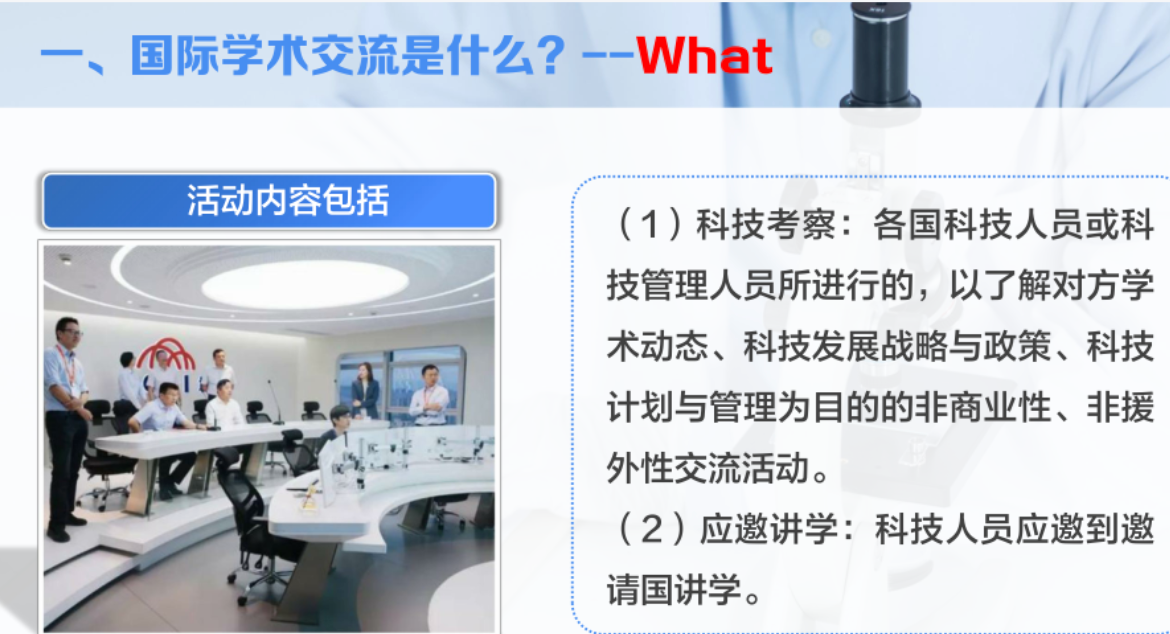 一、国际学术交流是什么？--What
活动内容包括
（1）科技考察：各国科技人员或科
技管理人员所进行的，以了解对方学
术动态、科技发展战略与政策、科技
计划与管理为目的的非商业性、非援
外性交流活动。
（2）应邀讲学：科技人员应邀到邀
请国讲学。